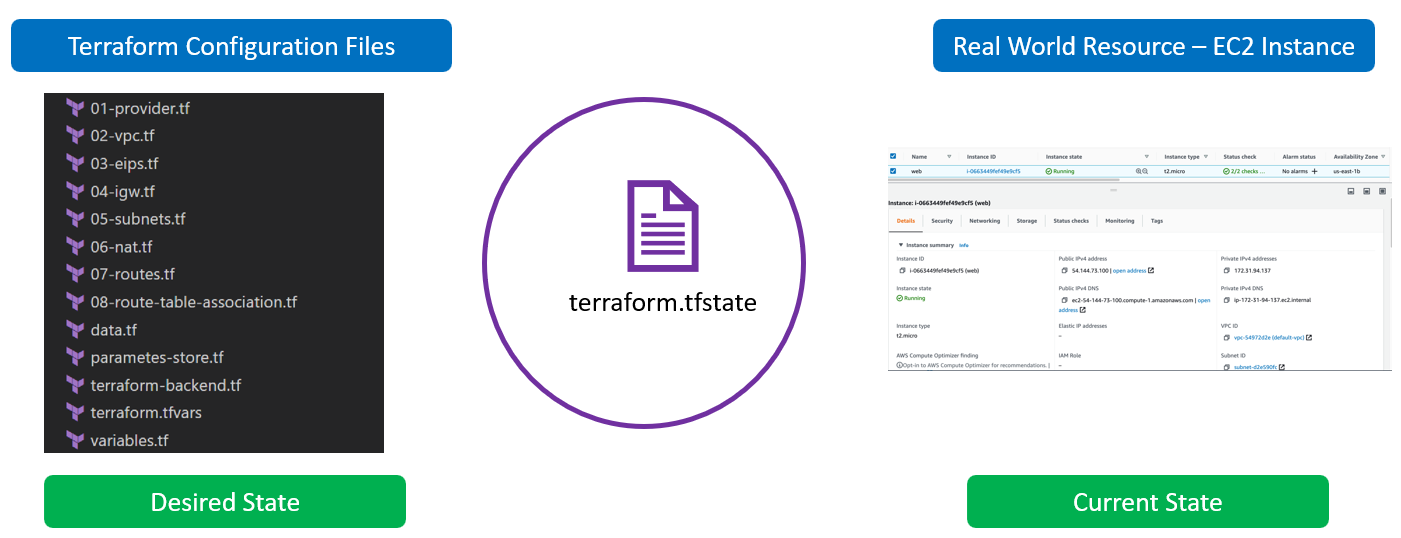 Terraform Configuration Files
Real World Resource – EC2 Instance
01-provider.tf
02-vpc.tf
03-eips.tf
04-igw.tf
05-subnets.tf
06-nat.tf
07-routes.tf
08-route-table-association.tf
data.tf
parametes-store.tf
terraform-backend.tf
terraform.tfvars
variables.tf
terraform.tfstate
Name Instance ID Instance state Instance type Status check Alarm status Availability Zone
web i-0663449fef49e9cf5 Running t2.micro 2/2 checks ... No alarms + us-east-1b
Instance: i-0663449fef49e9cf5 (web)
Details Security Networking Storage Status checks Monitoring Tags
Instance summary Info
Instance ID Public IPv4 address Private IPv4 addresses
i-0663449fef49e9cf5 (web) 54.144.73.100 | open address 172.31.94.137
Instance state Public IPv4 DNS Private IPv4 DNS
Running ec2-54-144-73-100.compute-1.amazonaws.com | open ip-172-31-94-137.ec2.internal
address
Instance type Elastic IP addresses VPC ID
t2.micro – vpc-54972d2e (default-vpc)
AWS Compute Optimizer finding IAM Role Subnet ID
Opt-in to AWS Compute Optimizer for recommendations. | – subnet-d2e590fc
Desired State
Current State